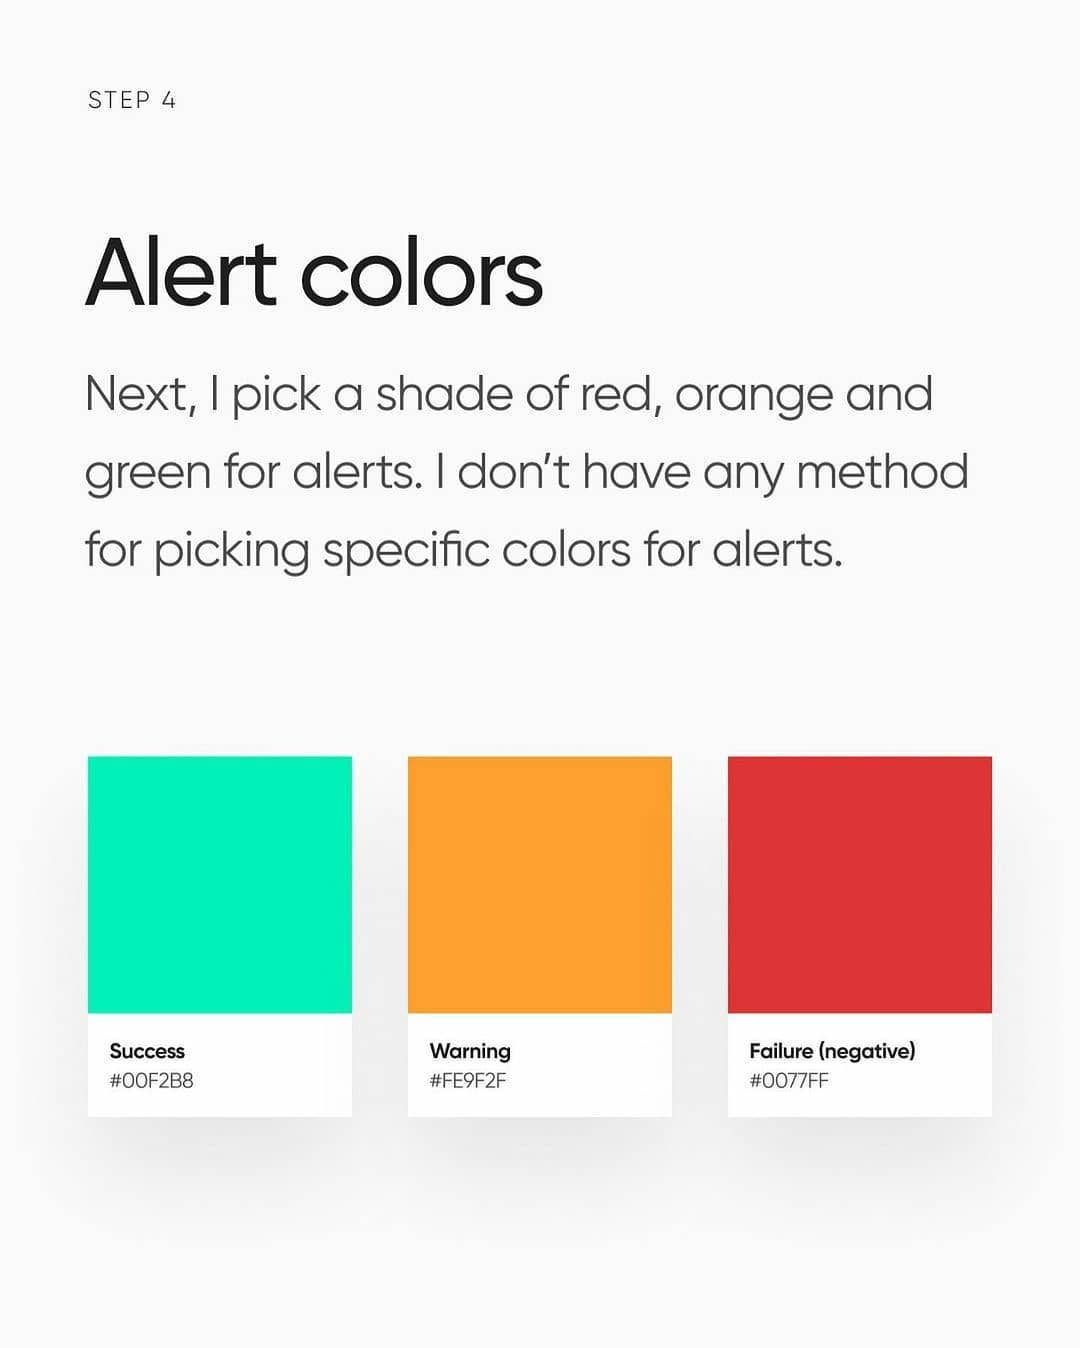 STEP 4
Alert colors
Next, I pick a shade of red, orange and
green for alerts. I don’t have any method
for picking specific colors for alerts.
Success
#00F2B8
Warning
#FE9F2F
Failure (negative)
#0077FF